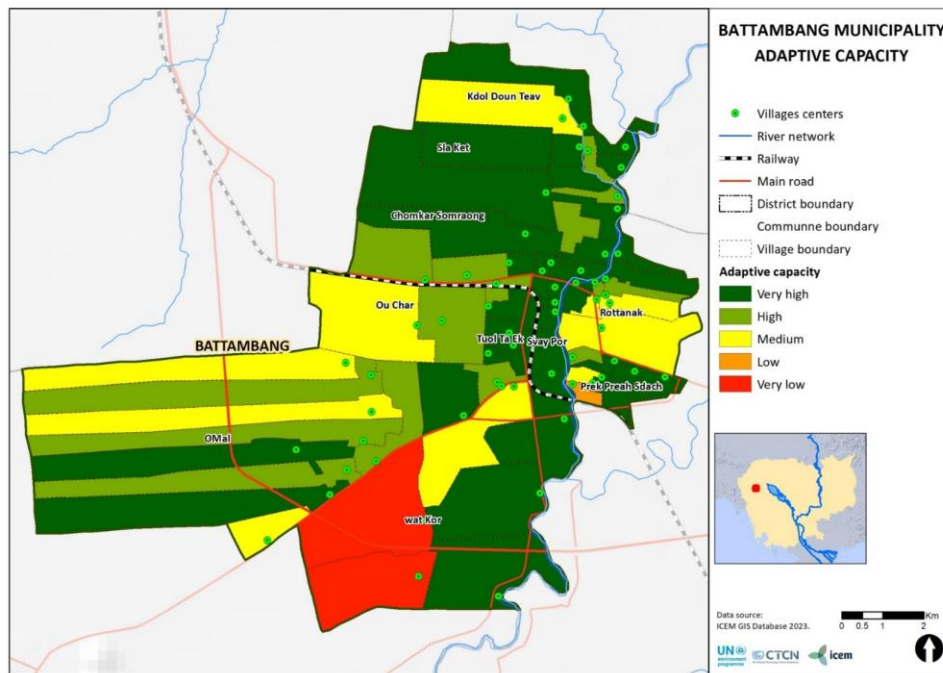 BATTAMBANG MUNICIPALITY
ADAPTIVE CAPACITY
Villages centers
River network
Railway
Main road
District boundary
Communne boundary
Village boundary
Adaptive capacity
Very high
High
Medium
Low
Very low
Kdol Doun Teav
Sla Ket
Chomkar Somraong
Ou Char
Rottanak
Tuol Ta Ek
Svay Por
BATTAMBANG
Prek Preah Sdach
OMal
wat Kor
Data source:
ICEM GIS Database 2023.
Km
0 0.5 1 2
UN
environment
programme
CTCN
icem